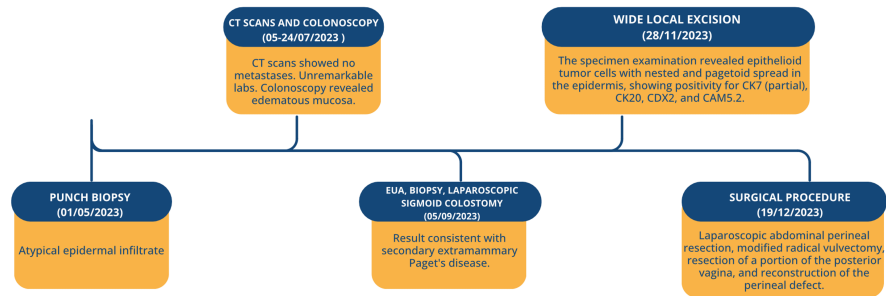 CT SCANS AND COLONOSCOPY
(05-24/07/2023 )
CT scans showed no
metastases. Unremarkable
labs. Colonoscopy revealed
edematous mucosa.
WIDE LOCAL EXCISION
(28/11/2023)
The specimen examination revealed epithelioid
tumor cells with nested and pagetoid spread in
the epidermis, showing positivity for CK7 (partial),
CK20, CDX2, and CAM5.2.
PUNCH BIOPSY
(01/05/2023)
Atypical epidermal infiltrate
EUA, BIOPSY, LAPAROSCOPIC
SIGMOID COLOSTOMY
(05/09/2023)
Result consistent with
secondary extramammary
Paget's disease.
SURGICAL PROCEDURE
(19/12/2023)
Laparoscopic abdominal perineal
resection, modified radical vulvectomy,
resection of a portion of the posterior
vagina, and reconstruction of the
perineal defect.